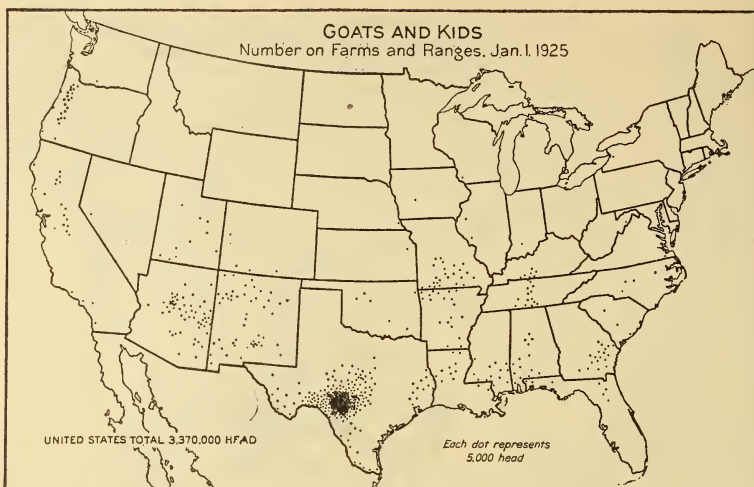 GOATS AND KIDS
Number on Farms and Ranges, Jan. 1, 1925
UNITED STATES TOTAL 3,370,000 HEAD
Each dot represents
5,000 head